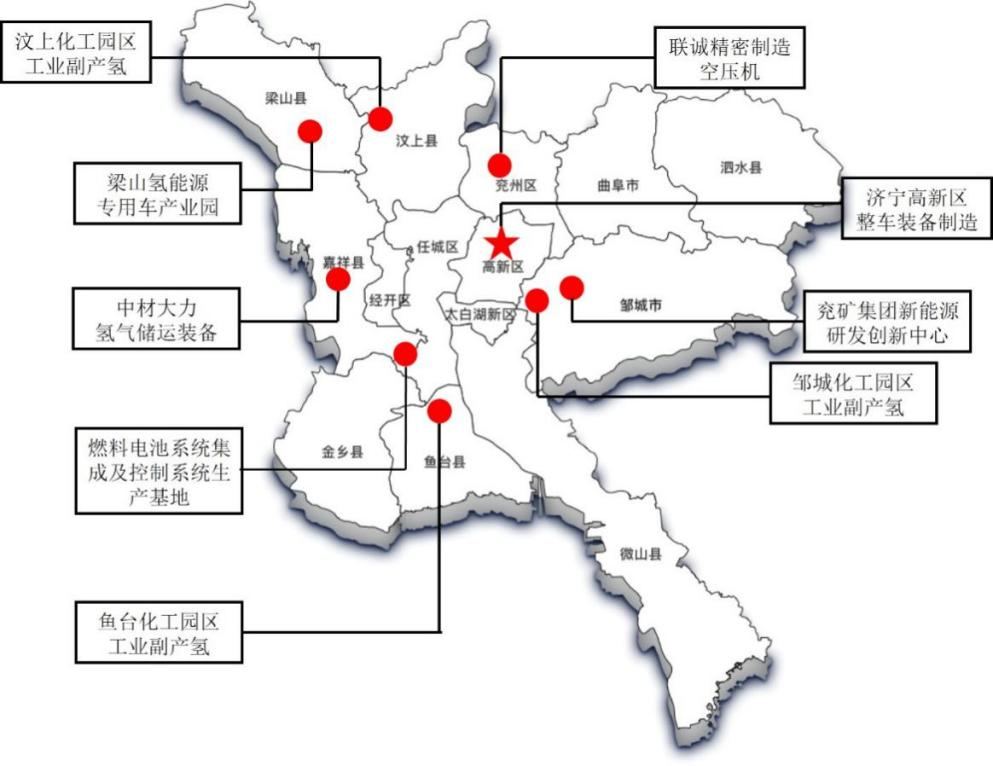 汶上化工园区
工业副产氢
联诚精密制造
空压机
梁山县
汶上县
梁山氢能源
专用车产业园
兖州区
曲阜市
泗水县
济宁高新区
整车装备制造
任城区
高新区
嘉祥县
经开区
太白湖新区
邹城市
中材大力
氢气储运装备
兖矿集团新能源
研发创新中心
邹城化工园区
工业副产氢
燃料电池系统集
成及控制系统生
产基地
金乡县
鱼台县
微山县
鱼台化工园区
工业副产氢